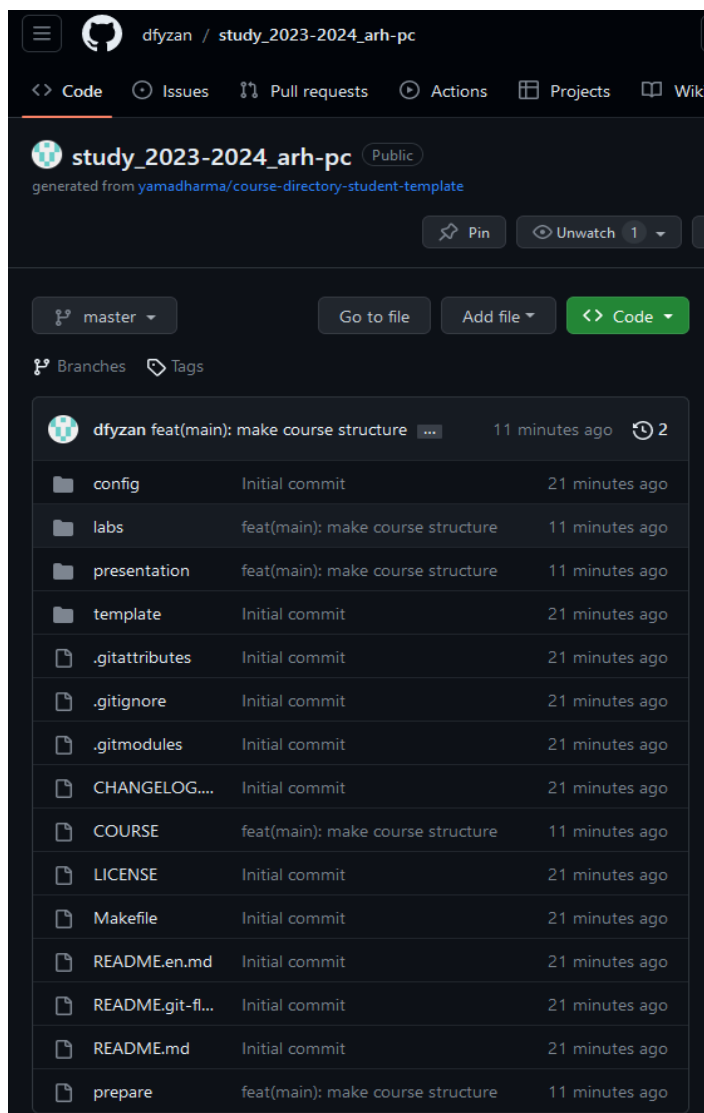 dfyzan / study_2023-2024_arh-pc
<> Code Issues Pull requests Actions Projects Wik
study_2023-2024_arh-pc Public
generated from yamadharma/course-directory-student-template
Pin Unwatch 1
master Go to file Add file <> Code
Branches Tags
dfyzan feat(main): make course structure ... 11 minutes ago 2
config Initial commit 21 minutes ago
labs feat(main): make course structure 11 minutes ago
presentation feat(main): make course structure 11 minutes ago
template Initial commit 21 minutes ago
.gitattributes Initial commit 21 minutes ago
.gitignore Initial commit 21 minutes ago
.gitmodules Initial commit 21 minutes ago
CHANGELOG.... Initial commit 21 minutes ago
COURSE feat(main): make course structure 11 minutes ago
LICENSE Initial commit 21 minutes ago
Makefile Initial commit 21 minutes ago
README.en.md Initial commit 21 minutes ago
README.git-fl... Initial commit 21 minutes ago
README.md Initial commit 21 minutes ago
prepare feat(main): make course structure 11 minutes ago